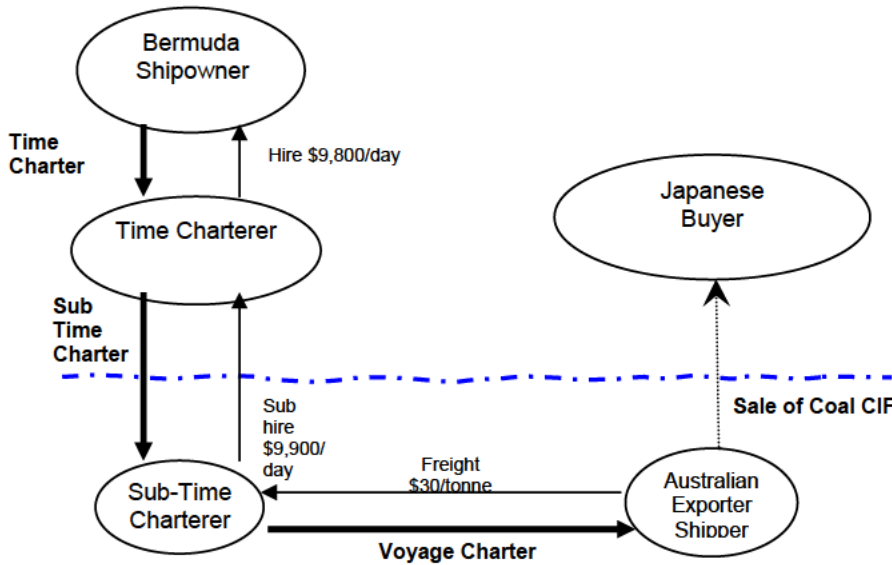 Bermuda
Shipowner
Time
Charter
Hire $9,800/day
Japanese
Buyer
Time Charterer
Sub
Time
Charter
Sale of Coal CIF
Sub
hire
$9,900/
day
Freight
$30/tonne
Sub-Time
Charterer
Australian
Exporter
Shipper
Voyage Charter